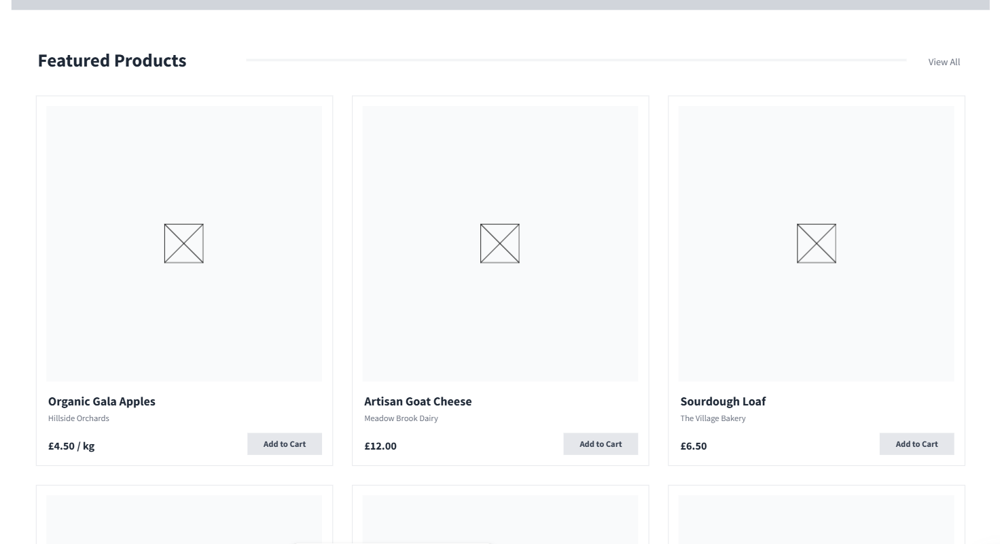 Featured Products
View All
Organic Gala Apples
Hillside Orchards
£4.50 / kg
Add to Cart
Artisan Goat Cheese
Meadow Brook Dairy
£12.00
Add to Cart
Sourdough Loaf
The Village Bakery
£6.50
Add to Cart